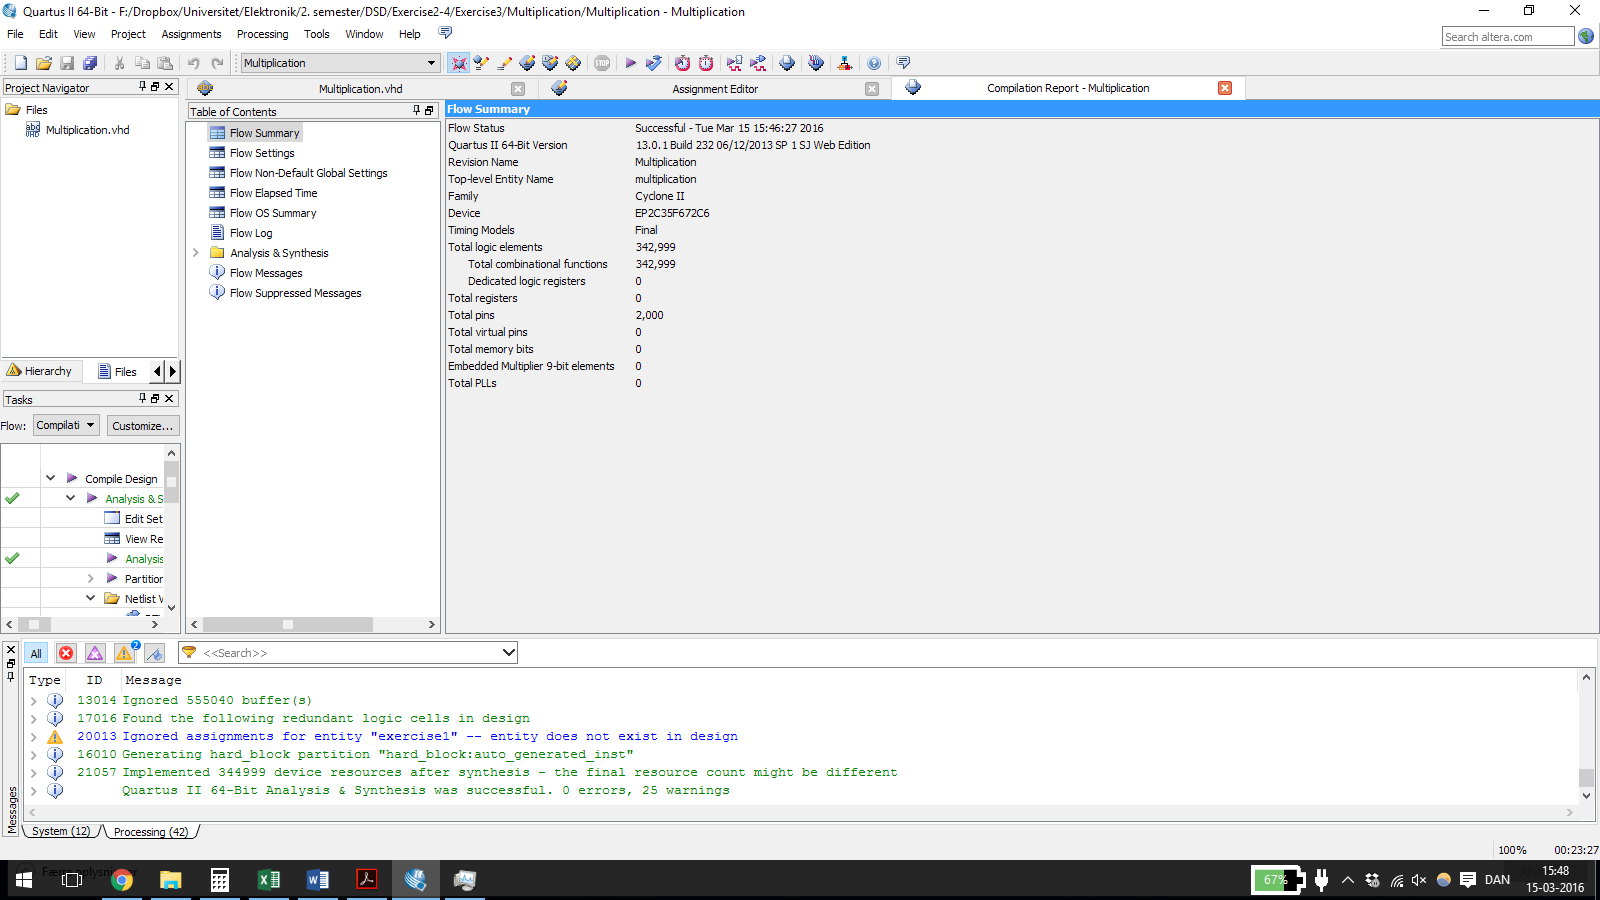 Quartus II 64-Bit - F:/Dropbox/Universitet/Elektronik/2. semester/DSD/Exercise2-4/Exercise3/Multiplication/Multiplication - Multiplication
File Edit View Project Assignments Processing Tools Window Help
Search altera.com
Multiplication
STOP
Project Navigator
Files
Multiplication.vhd
Hierarchy Files
Tasks
Flow: Compilati Customize...
Compile Design
Analysis & S
Edit Set
View Re
Analysis
Partition
Netlist V
Multiplication.vhd Assignment Editor Compilation Report - Multiplication
Table of Contents
Flow Summary
Flow Settings
Flow Non-Default Global Settings
Flow Elapsed Time
Flow OS Summary
Flow Log
Analysis & Synthesis
Flow Messages
Flow Suppressed Messages
Flow Summary
Flow Status Successful - Tue Mar 15 15:46:27 2016
Quartus II 64-Bit Version 13.0.1 Build 232 06/12/2013 SP 1 SJ Web Edition
Revision Name Multiplication
Top-level Entity Name multiplication
Family Cyclone II
Device EP2C35F672C6
Timing Models Final
Total logic elements 342,999
Total combinational functions 342,999
Dedicated logic registers 0
Total registers 0
Total pins 2,000
Total virtual pins 0
Total memory bits 0
Embedded Multiplier 9-bit elements 0
Total PLLs 0
All 2 <<Search>>
Type ID Message
13014 Ignored 555040 buffer(s)
17016 Found the following redundant logic cells in design
20013 Ignored assignments for entity "exercise1" -- entity does not exist in design
16010 Generating hard_block partition "hard_block:auto_generated_inst"
21057 Implemented 344999 device resources after synthesis - the final resource count might be different
Quartus II 64-Bit Analysis & Synthesis was successful. 0 errors, 25 warnings
Messages
System (12) Processing (42)
100% 00:23:27
67% DAN 15:48
15-03-2016